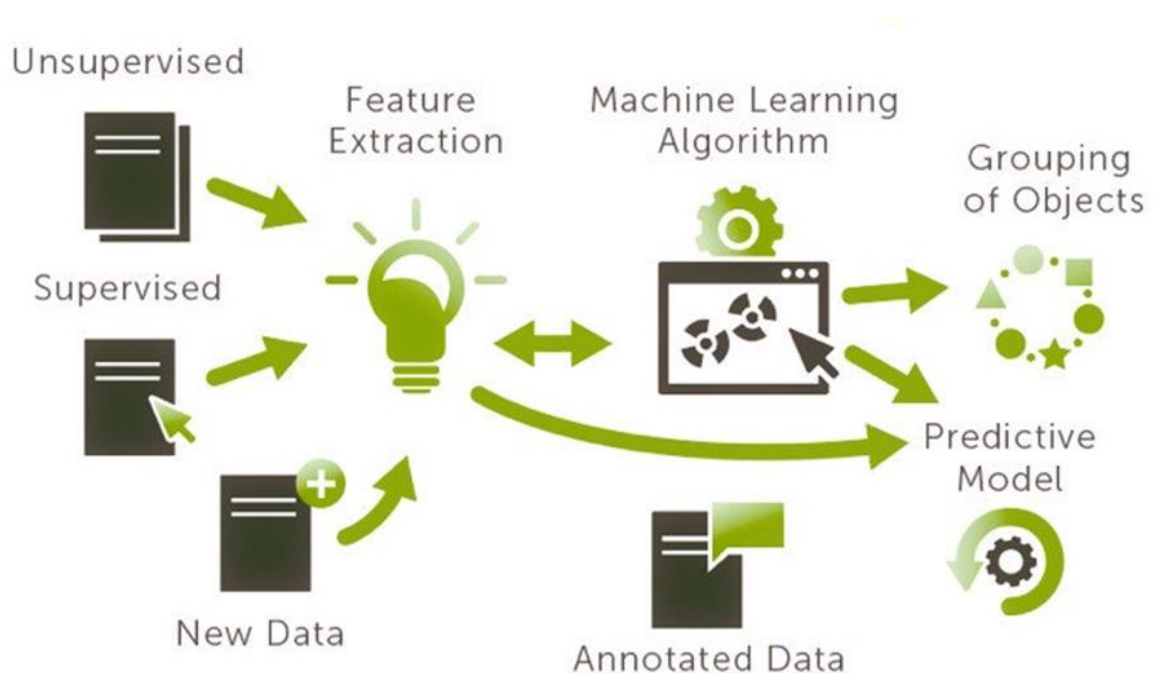 Unsupervised
Feature
Extraction
Machine Learning
Algorithm
Grouping
of Objects
Supervised
Predictive
Model
New Data
Annotated Data